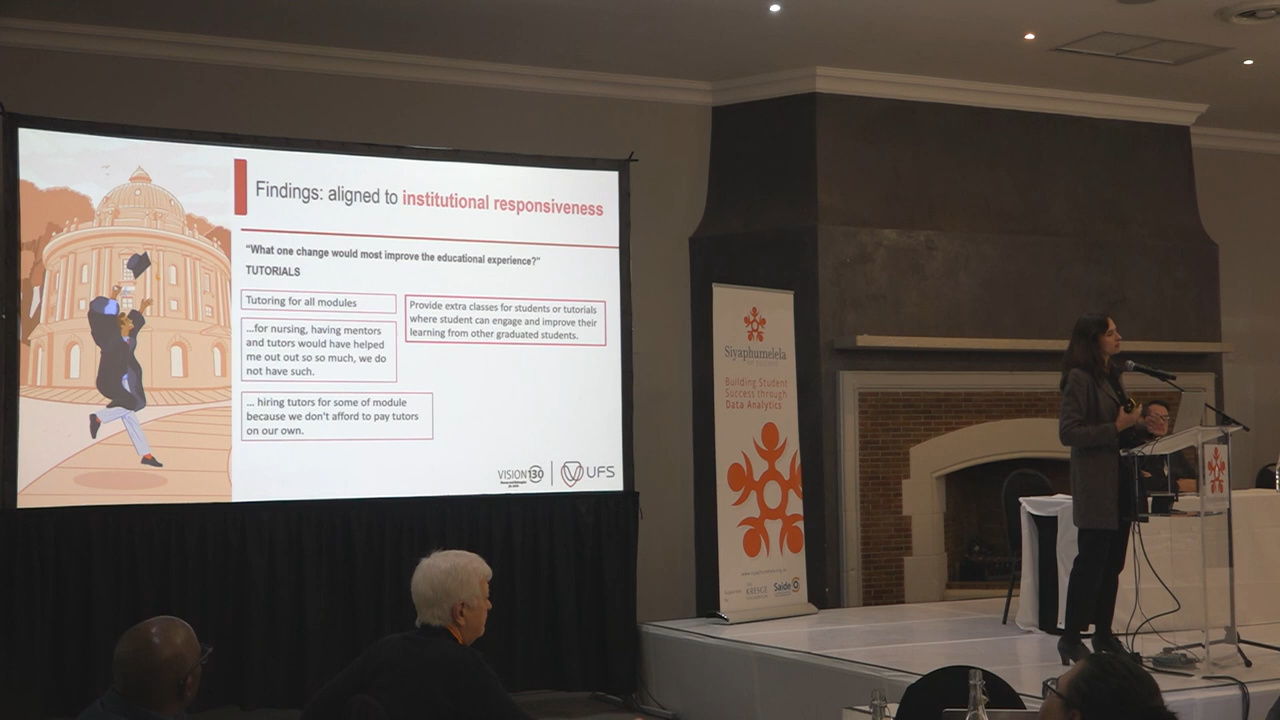 Findings: aligned to institutional responsiveness
"What one change would most improve the educational experience?"
TUTORIALS
Tutoring for all modules
...for nursing, having mentors
and tutors would have helped
me out out so so much, we do
not have such.
... hiring tutors for some of module
because we don't afford to pay tutors
on our own.
Provide extra classes for students or tutorials
where student can engage and improve their
learning from other graduated students.
VISION 130
UFS
Siyaphumelela
Building Student
Success through
Data Analytics
KRESGE
Saide